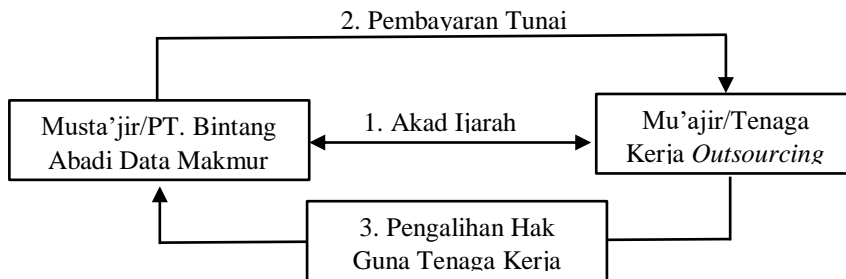 2. Pembayaran Tunai
Musta’jir/PT. Bintang
Abadi Data Makmur
1. Akad Ijarah
Mu’ajir/Tenaga
Kerja Outsourcing
3. Pengalihan Hak
Guna Tenaga Kerja